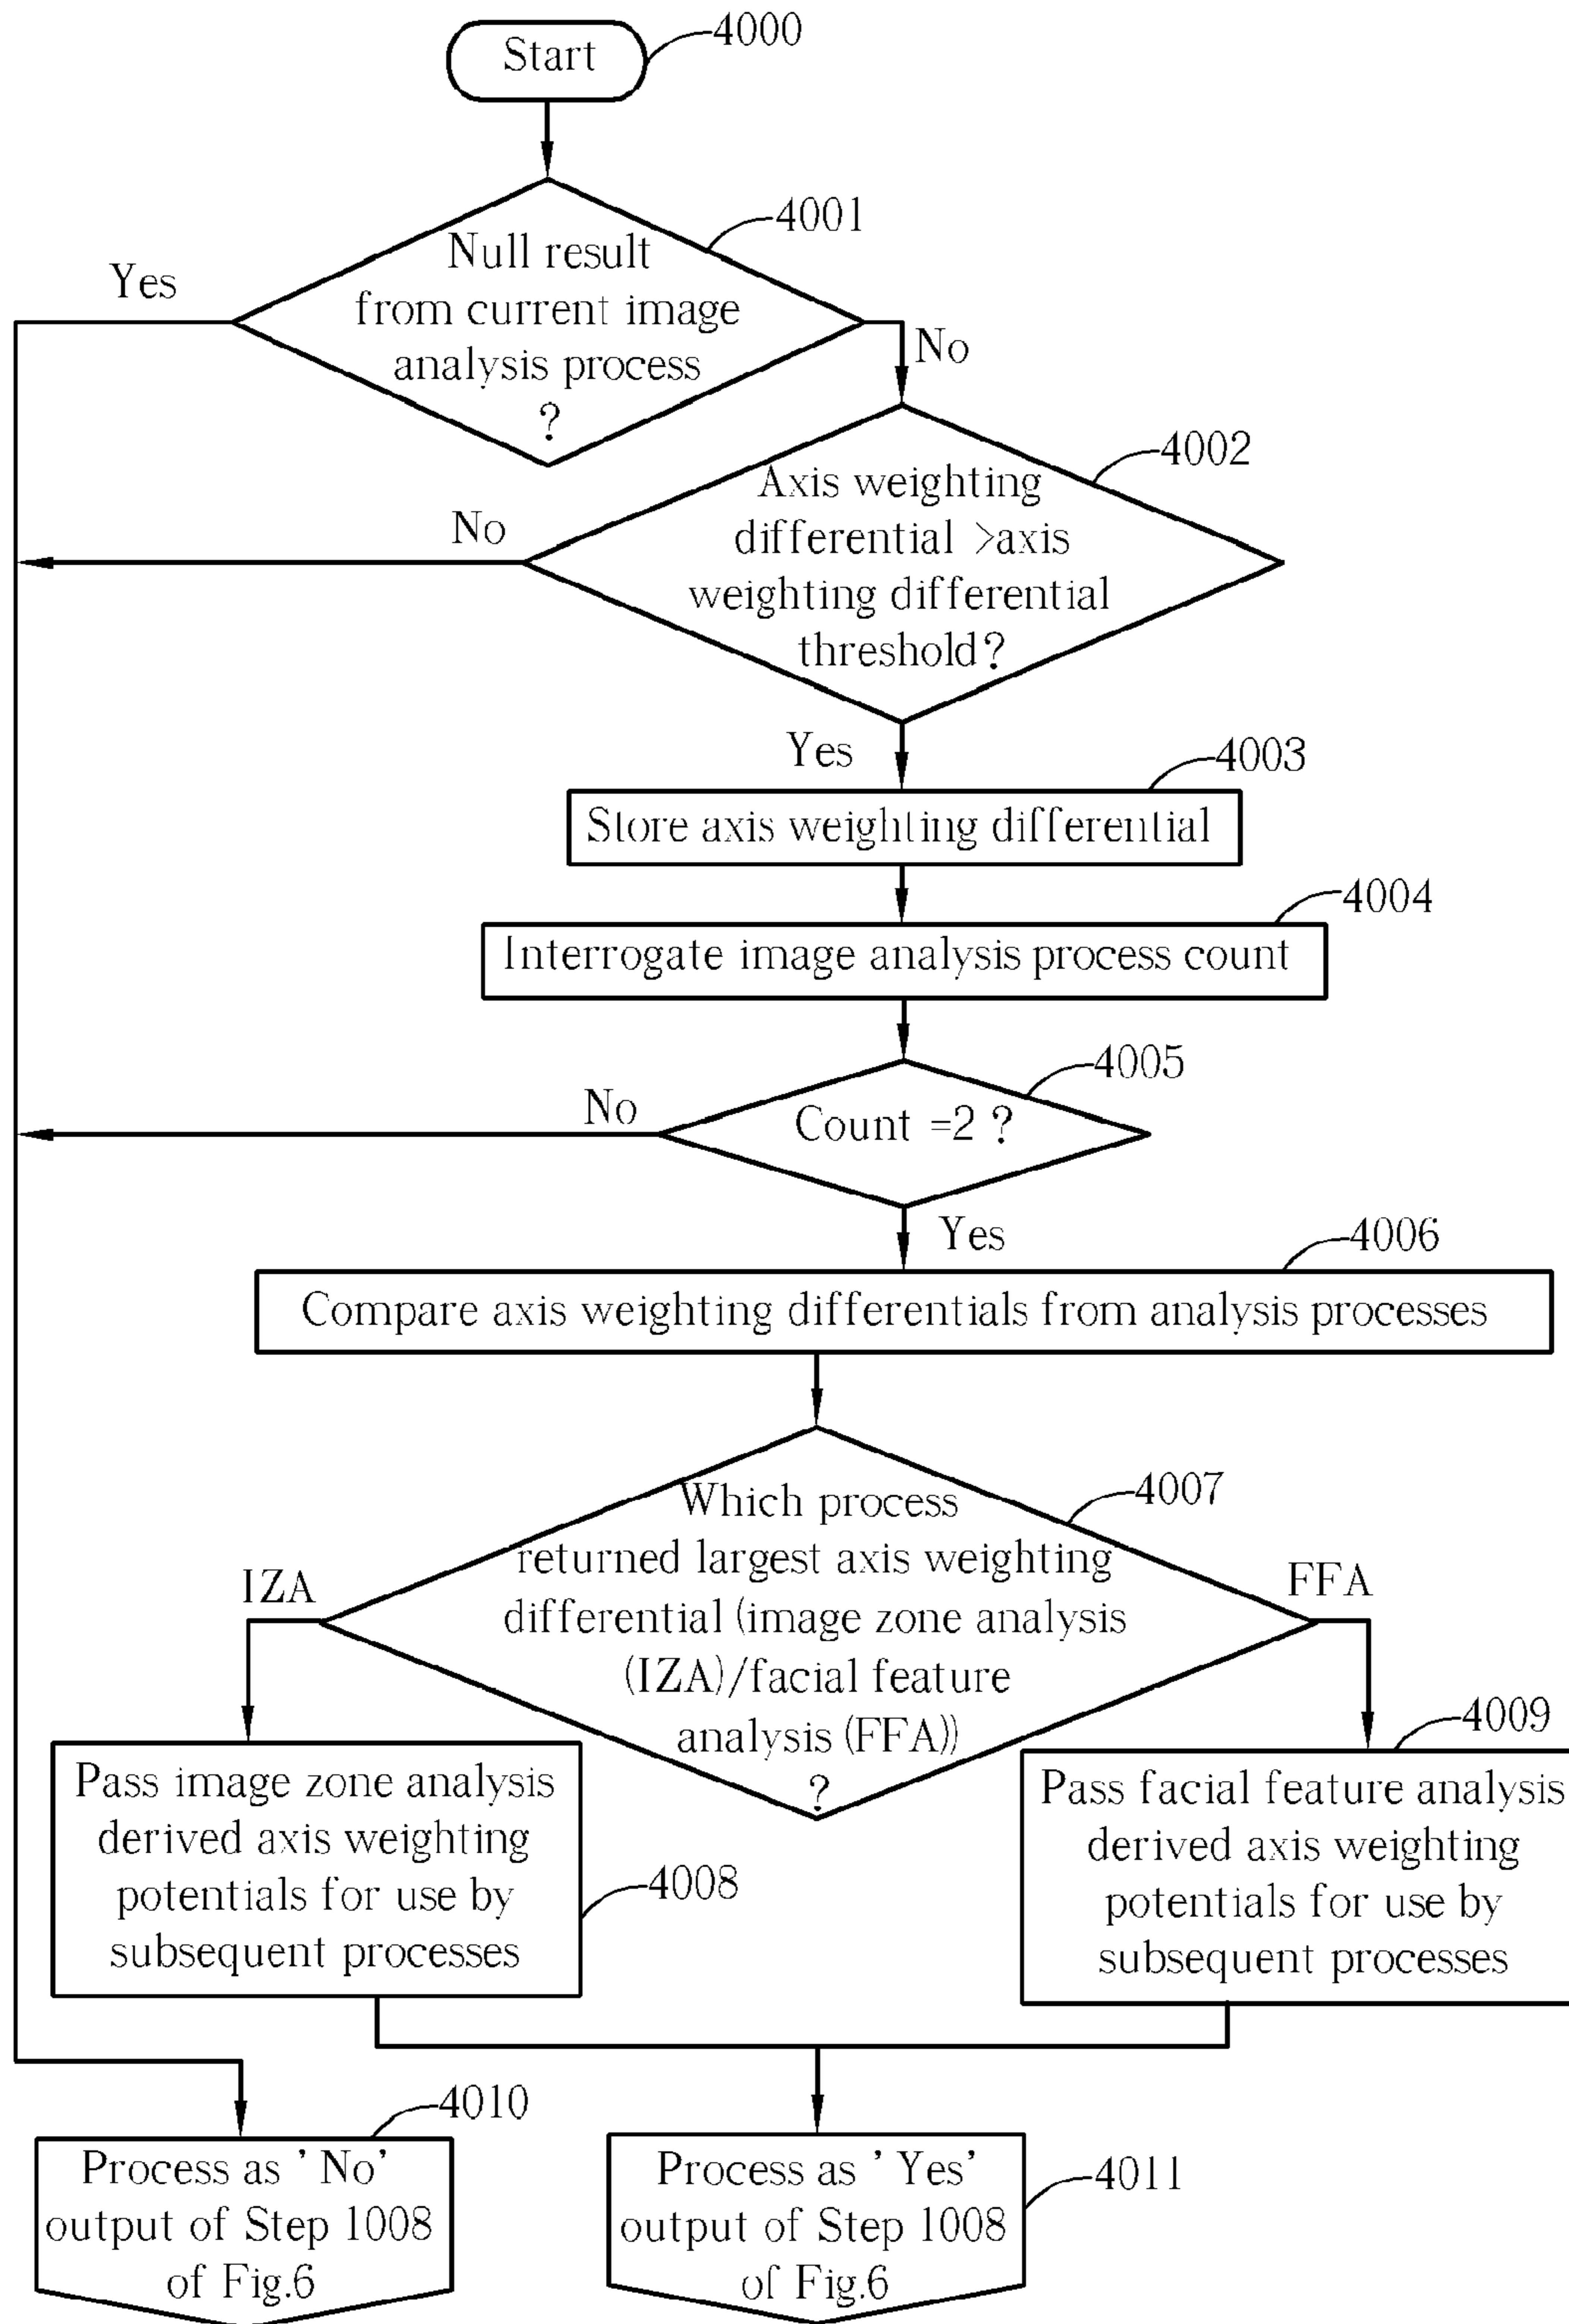 Start
4000
4001
Null result
from current image
analysis process
?
Yes
No
4002
Axis weighting
differential >axis
weighting differential
threshold?
No
Yes
4003
Store axis weighting differential
4004
Interrogate image analysis process count
4005
Count =2 ?
No
Yes
4006
Compare axis weighting differentials from analysis processes
4007
Which process
returned largest axis weighting
differential (image zone analysis
(IZA)/facial feature
analysis (FFA))
?
IZA
FFA
Pass image zone analysis
derived axis weighting
potentials for use by
subsequent processes
4008
4009
Pass facial feature analysis
derived axis weighting
potentials for use by
subsequent processes
4010
Process as 'No'
output of Step 1008
of Fig.6
Process as 'Yes'
output of Step 1008
of Fig.6
4011